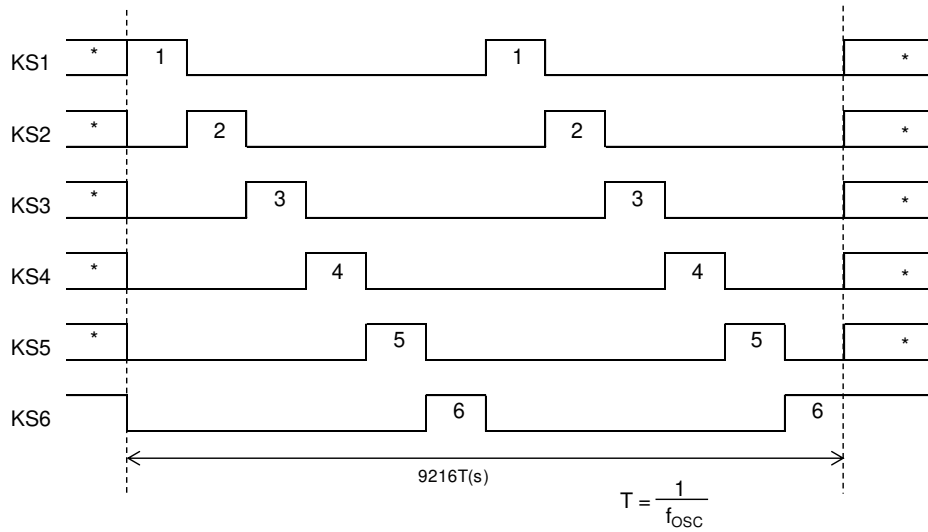 KS1 * 1 1 *
KS2 * 2 2 *
KS3 * 3 3 *
KS4 * 4 4 *
KS5 * 5 5 *
KS6 6 6
9216T(s)
T = 1
fOSC